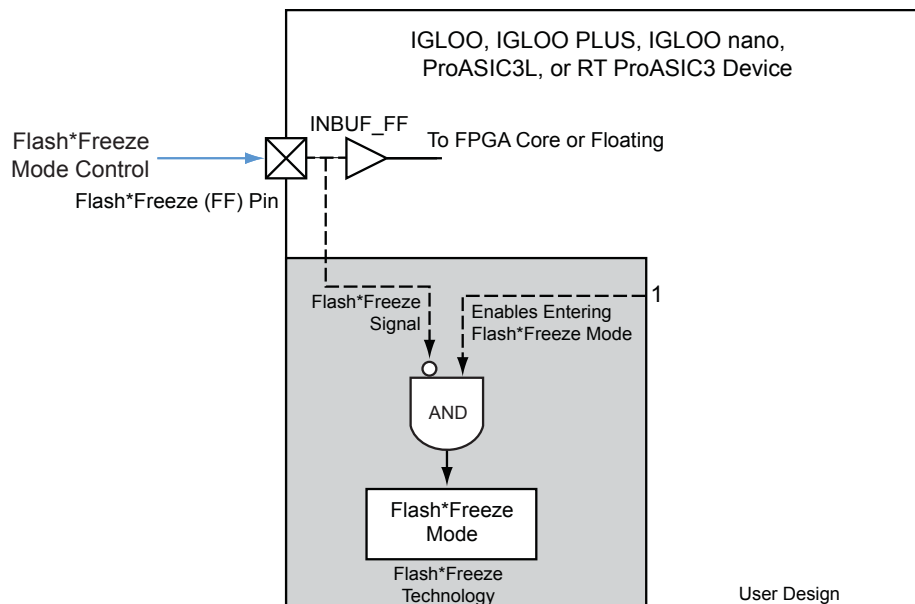 IGLOO, IGLOO PLUS, IGLOO nano,
ProASIC3L, or RT ProASIC3 Device
INBUF_FF
To FPGA Core or Floating
Flash*Freeze
Mode Control
Flash*Freeze (FF) Pin
1
Flash*Freeze
Signal
Enables Entering
Flash*Freeze Mode
AND
Flash*Freeze
Mode
Flash*Freeze
Technology
User Design